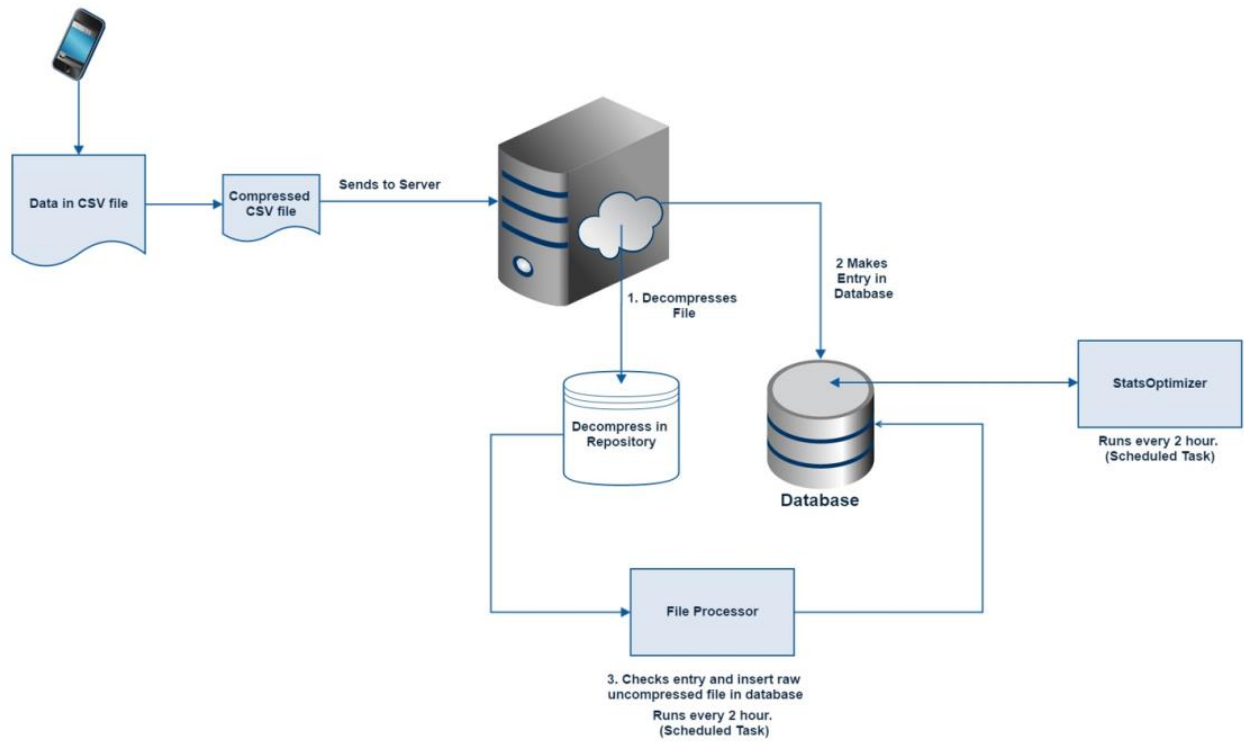 Data in CSV file
Compressed
CSV file
Sends to Server
1. Decompresses
File
2 Makes
Entry in
Database
Decompress in
Repository
Database
StatsOptimizer
Runs every 2 hour.
(Scheduled Task)
File Processor
3. Checks entry and insert raw
uncompressed file in database
Runs every 2 hour.
(Scheduled Task)